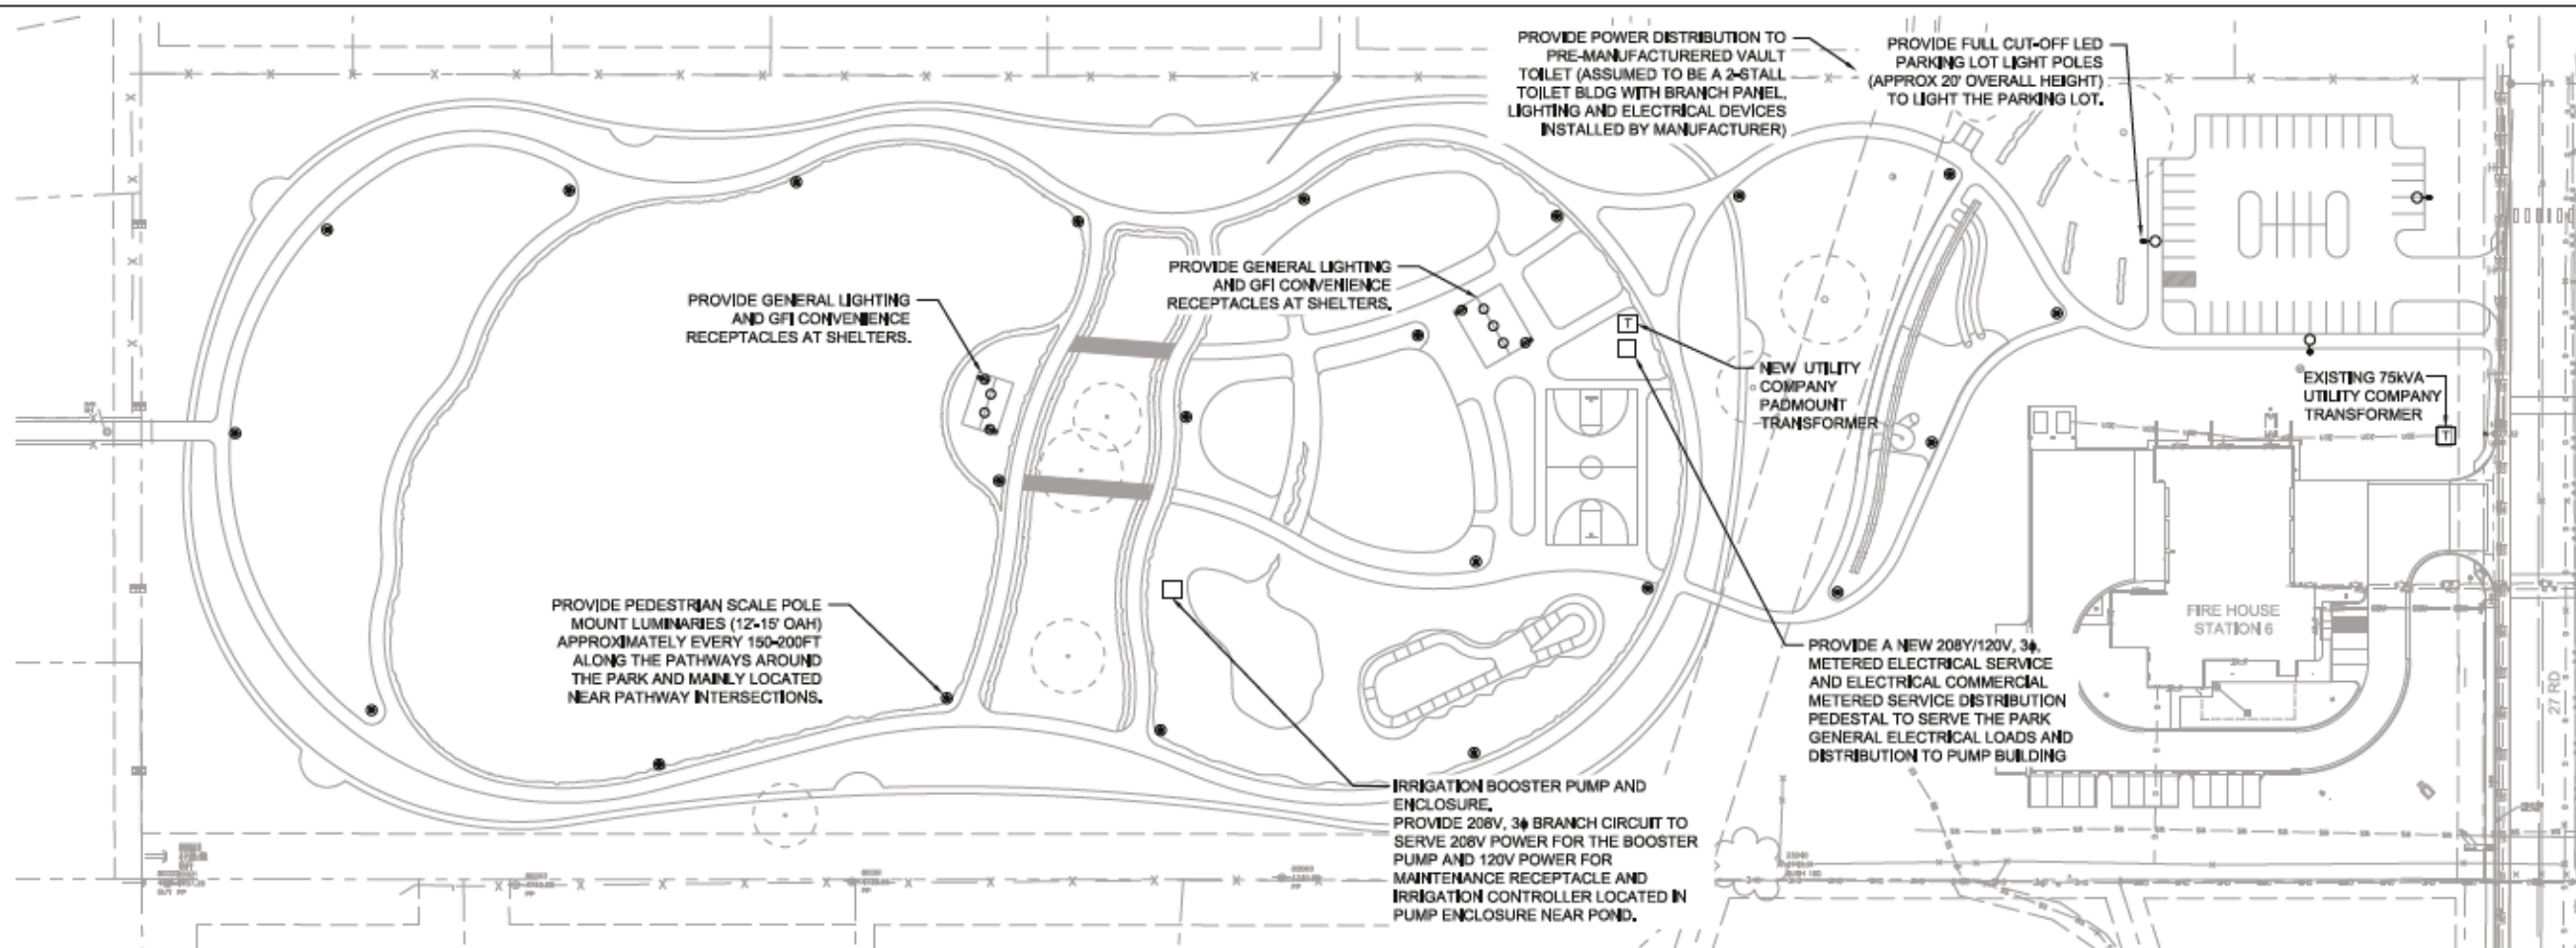 PROVIDE POWER DISTRIBUTION TO
PRE-MANUFACTURERED VAULT
TOILET (ASSUMED TO BE A 2-STALL
TOILET BLDG WITH BRANCH PANEL,
LIGHTING AND ELECTRICAL DEVICES
INSTALLED BY MANUFACTURER)
PROVIDE FULL CUT-OFF LED
PARKING LOT LIGHT POLES
(APPROX 20' OVERALL HEIGHT)
TO LIGHT THE PARKING LOT.
PROVIDE GENERAL LIGHTING
AND GFI CONVENIENCE
RECEPTACLES AT SHELTERS.
PROVIDE GENERAL LIGHTING
AND GFI CONVENIENCE
RECEPTACLES AT SHELTERS.
T
NEW UTILITY
COMPANY
PADMOUNT
TRANSFORMER
EXISTING 75kVA
UTILITY COMPANY
TRANSFORMER
T
PROVIDE PEDESTRIAN SCALE POLE
MOUNT LUMINARIES (12'-15' OAH)
APPROXIMATELY EVERY 150-200FT
ALONG THE PATHWAYS AROUND
THE PARK AND MAINLY LOCATED
NEAR PATHWAY INTERSECTIONS.
FIRE HOUSE
STATION 6
27 RD
PROVIDE A NEW 208Y/120V, 3ϕ,
METERED ELECTRICAL SERVICE
AND ELECTRICAL COMMERCIAL
METERED SERVICE DISTRIBUTION
PEDESTAL TO SERVE THE PARK
GENERAL ELECTRICAL LOADS AND
DISTRIBUTION TO PUMP BUILDING
IRRIGATION BOOSTER PUMP AND
ENCLOSURE.
PROVIDE 208V, 3ϕ BRANCH CIRCUIT TO
SERVE 208V POWER FOR THE BOOSTER
PUMP AND 120V POWER FOR
MAINTENANCE RECEPTACLE AND
IRRIGATION CONTROLLER LOCATED IN
PUMP ENCLOSURE NEAR POND.